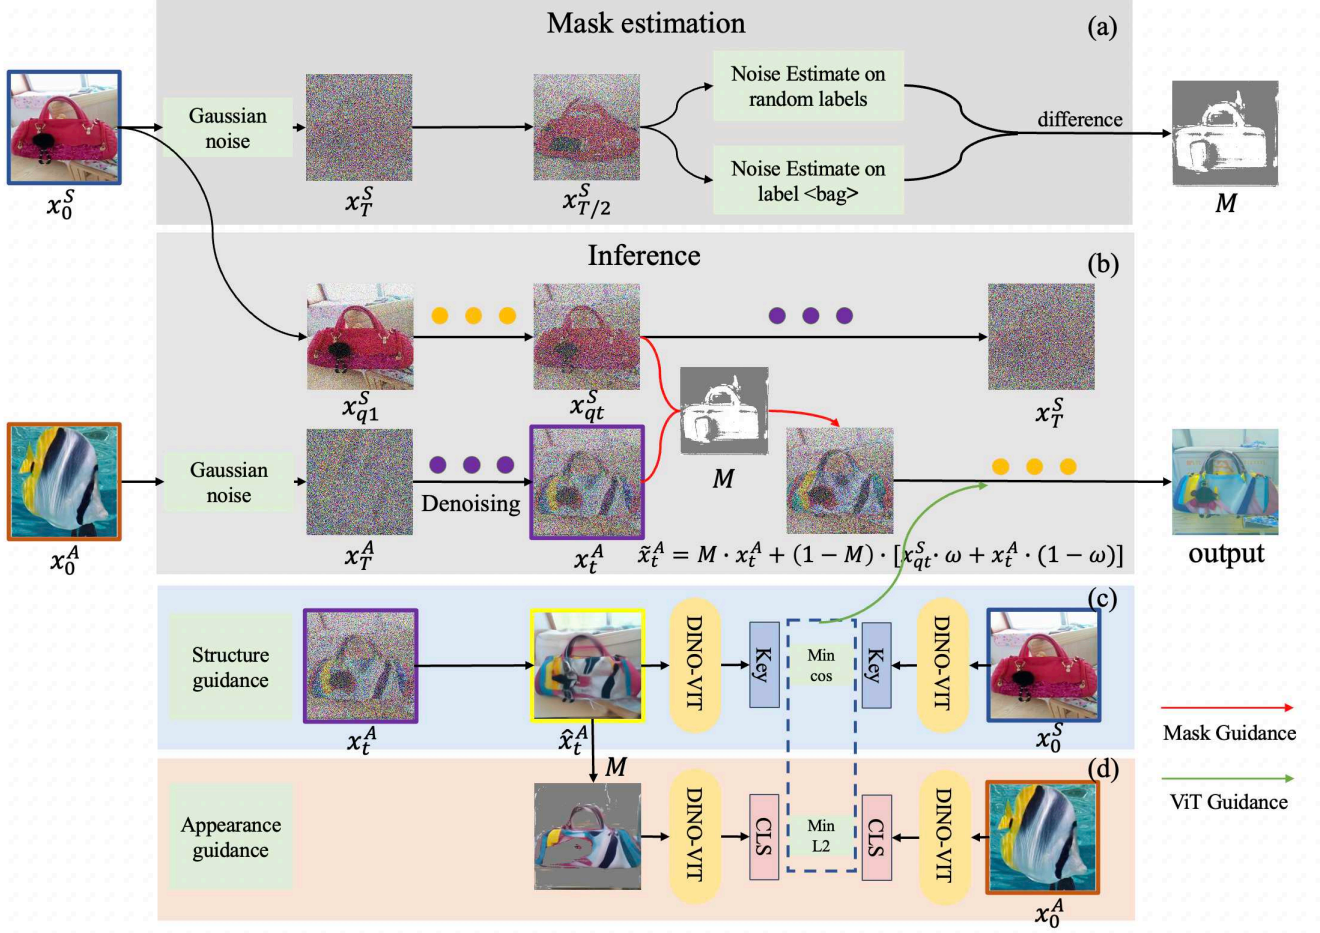 Mask estimation
(a)
Gaussian
noise
Noise Estimate on
random labels
Noise Estimate on
label <bag>
difference
x_0^S
x_T^S
x_{T/2}^S
M
Inference
(b)
x_{q1}^S
x_{qt}^S
x_T^S
M
Gaussian
noise
Denoising
x_0^A
x_T^A
x_t^A
x̃_t^A = M · x_t^A + (1 − M) · [x_{qt}^S · ω + x_t^A · (1 − ω)]
output
(c)
Structure
guidance
DINO-VIT
Key
Min
cos
Key
DINO-VIT
x_t^A
x̂_t^A
x_0^S
Mask Guidance
M
(d)
Appearance
guidance
DINO-VIT
CLS
Min
L2
CLS
DINO-VIT
ViT Guidance
x_0^A